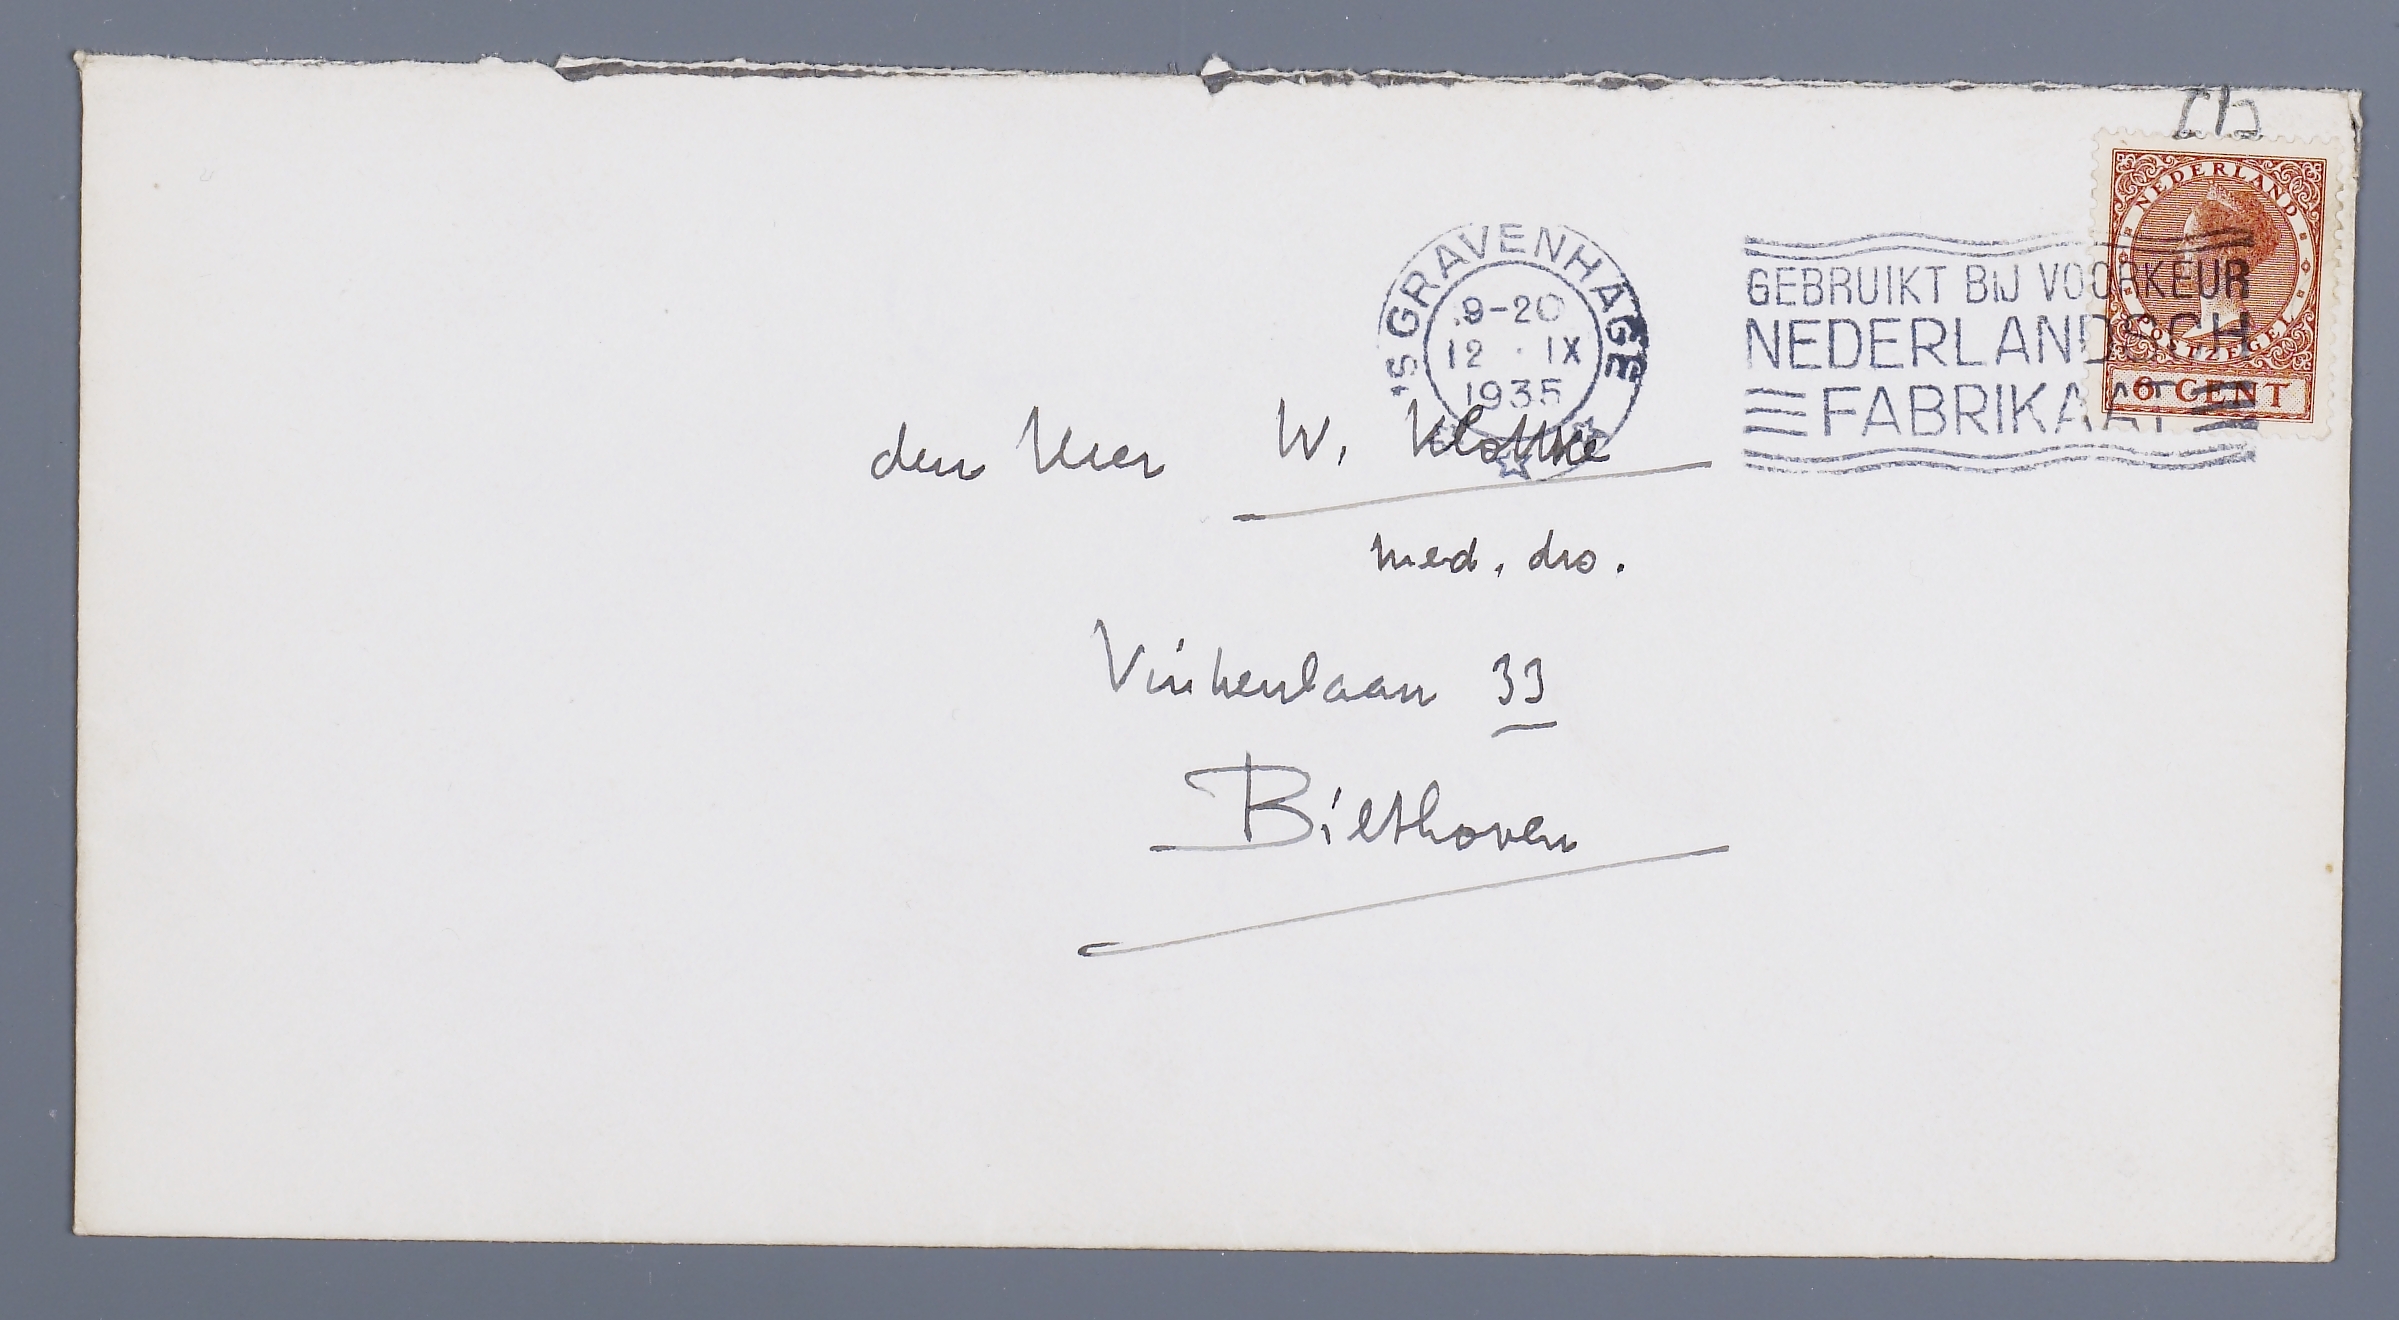 NEDERLAND
POSTZEGEL
6 CENT
'S GRAVENHAGE
9-20
12 · IX
1935
GEBRUIKT BIJ VOORKEUR
NEDERLANDSCH
FABRIKAAT
den Heer W. Klattke
med. drs.
Vinkenlaan 33
Bilthoven